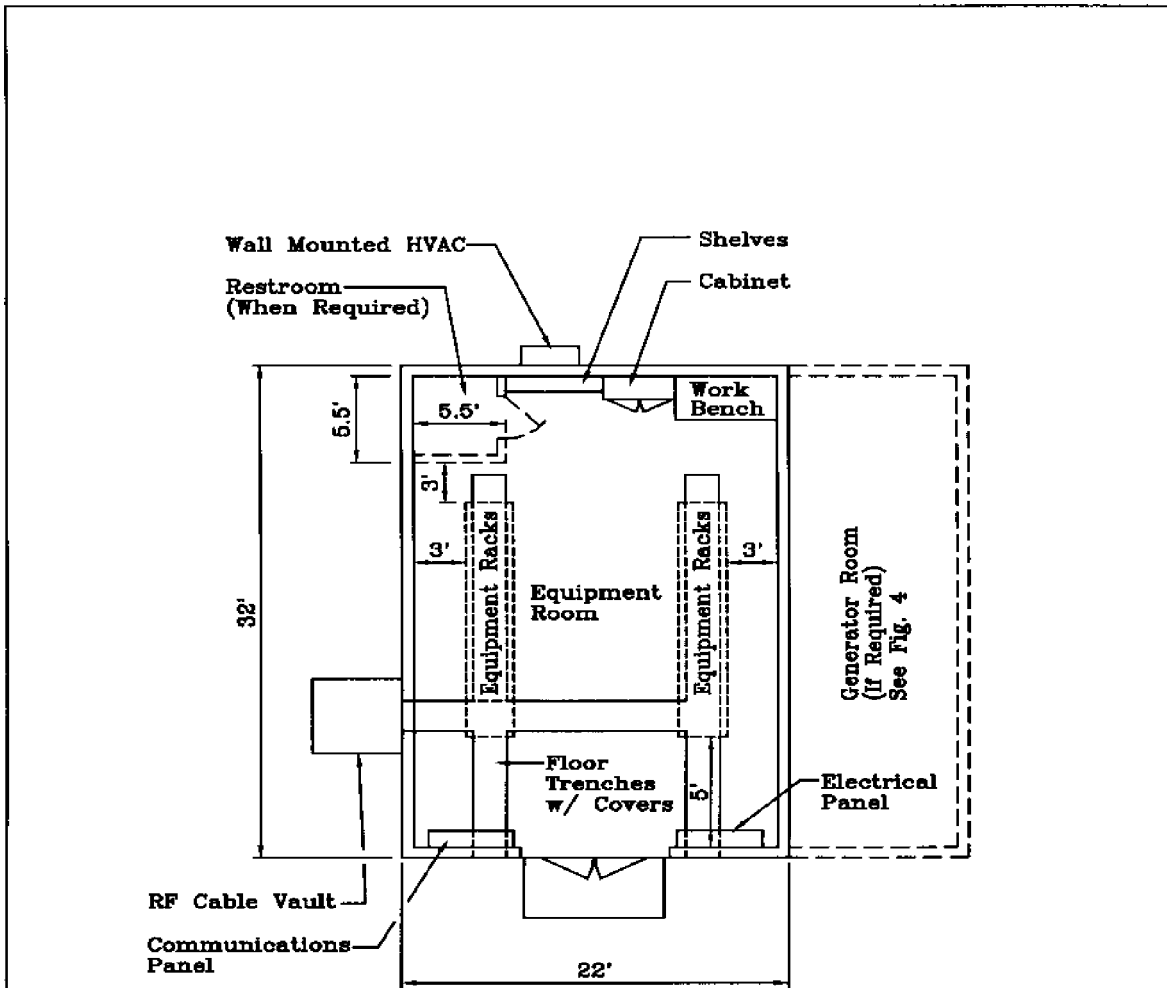 Wall Mounted HVAC
Shelves
Restroom
(When Required)
Cabinet
Work
Bench
5.5'
5.5'
3'
3'
3'
Equipment Racks
Equipment Racks
Equipment
Room
32'
Generator Room
(If Required)
See Fig. 4
Floor
Trenches
w/ Covers
5'
Electrical
Panel
RF Cable Vault
Communications
Panel
22'